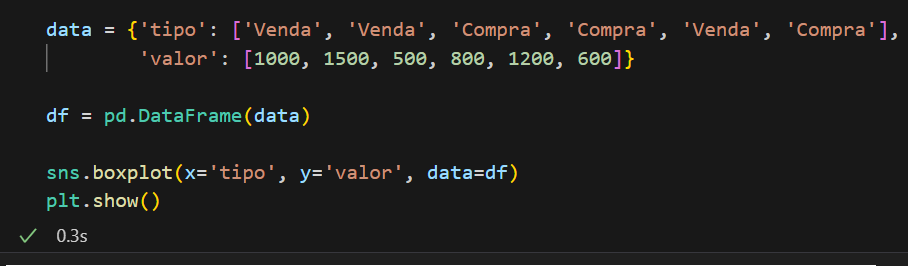 data = {'tipo': ['Venda', 'Venda', 'Compra', 'Compra', 'Venda', 'Compra'],
'valor': [1000, 1500, 500, 800, 1200, 600]}
df = pd.DataFrame(data)
sns.boxplot(x='tipo', y='valor', data=df)
plt.show()
✓ 0.3s